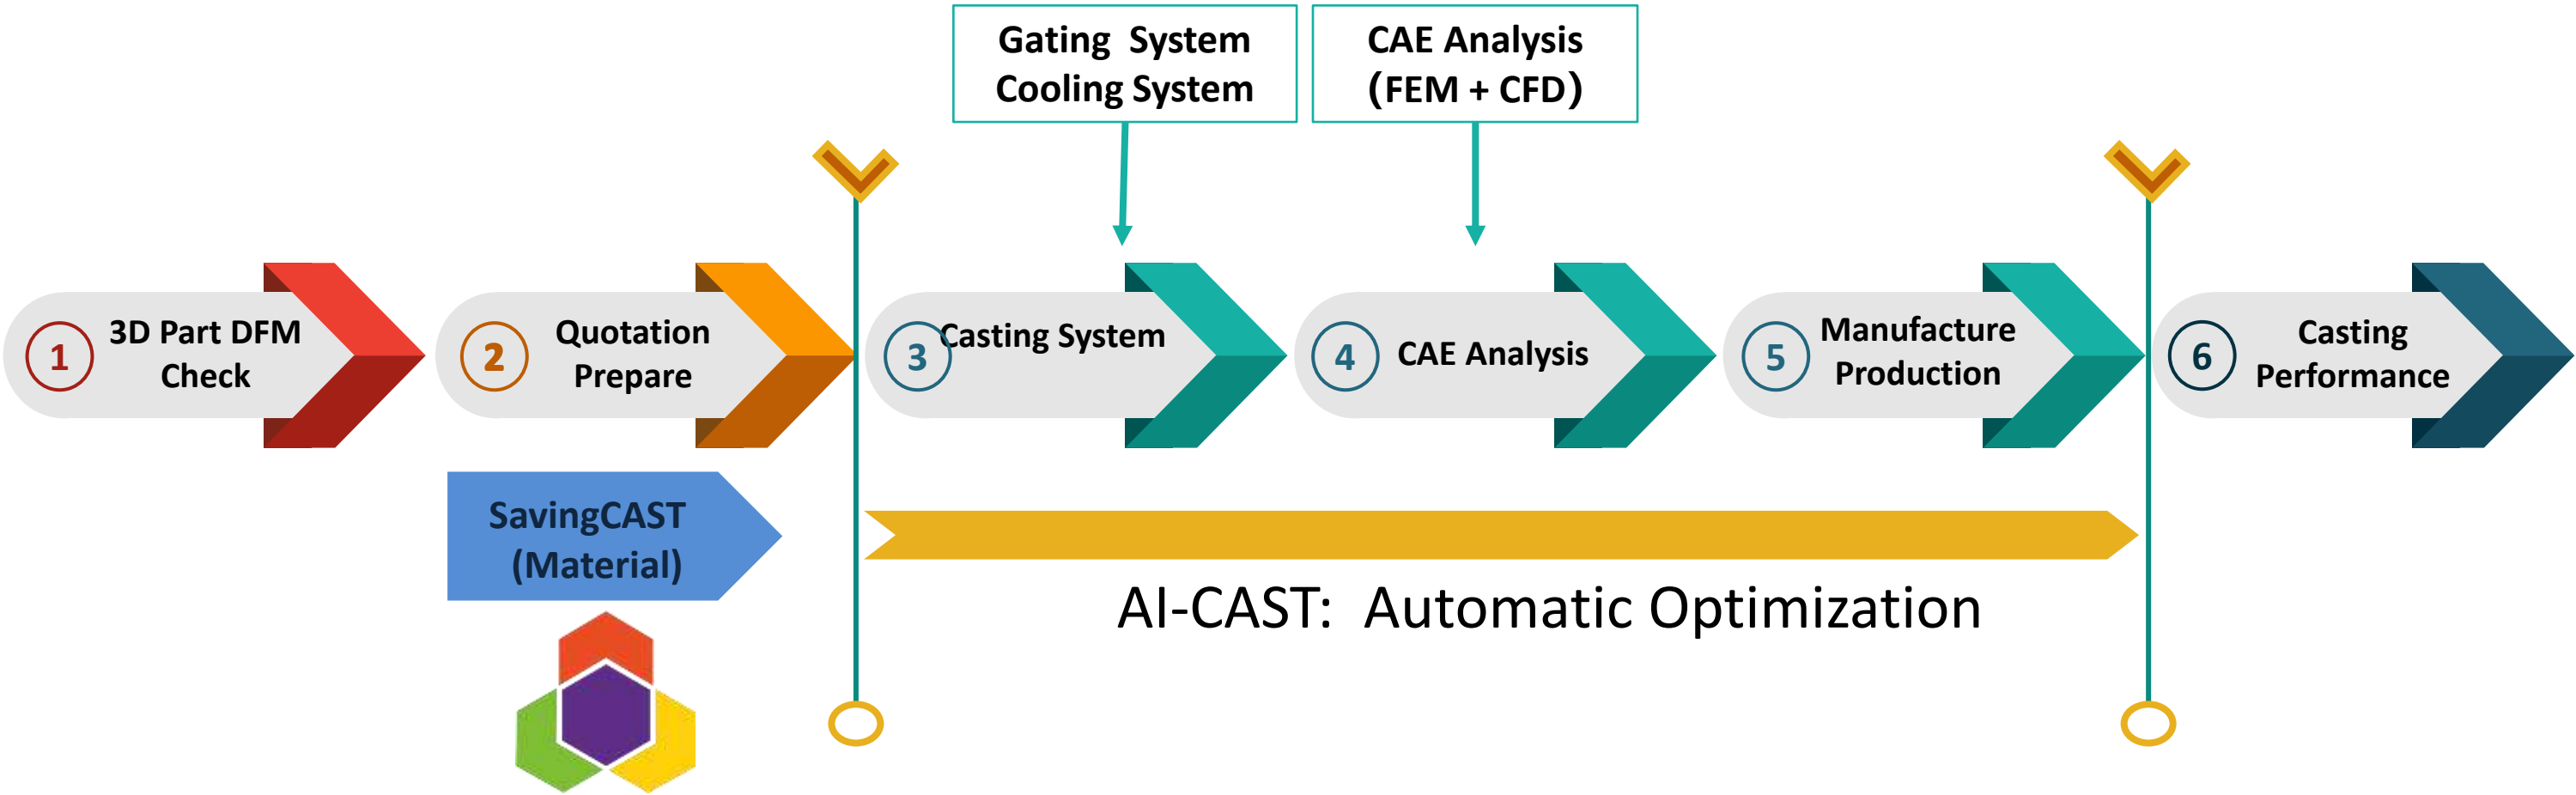 Gating System
Cooling System
CAE Analysis
(FEM + CFD)
1
3D Part DFM
Check
2
Quotation
Prepare
3
Casting System
4
CAE Analysis
5
Manufacture
Production
6
Casting
Performance
SavingCAST
(Material)
AI-CAST: Automatic Optimization